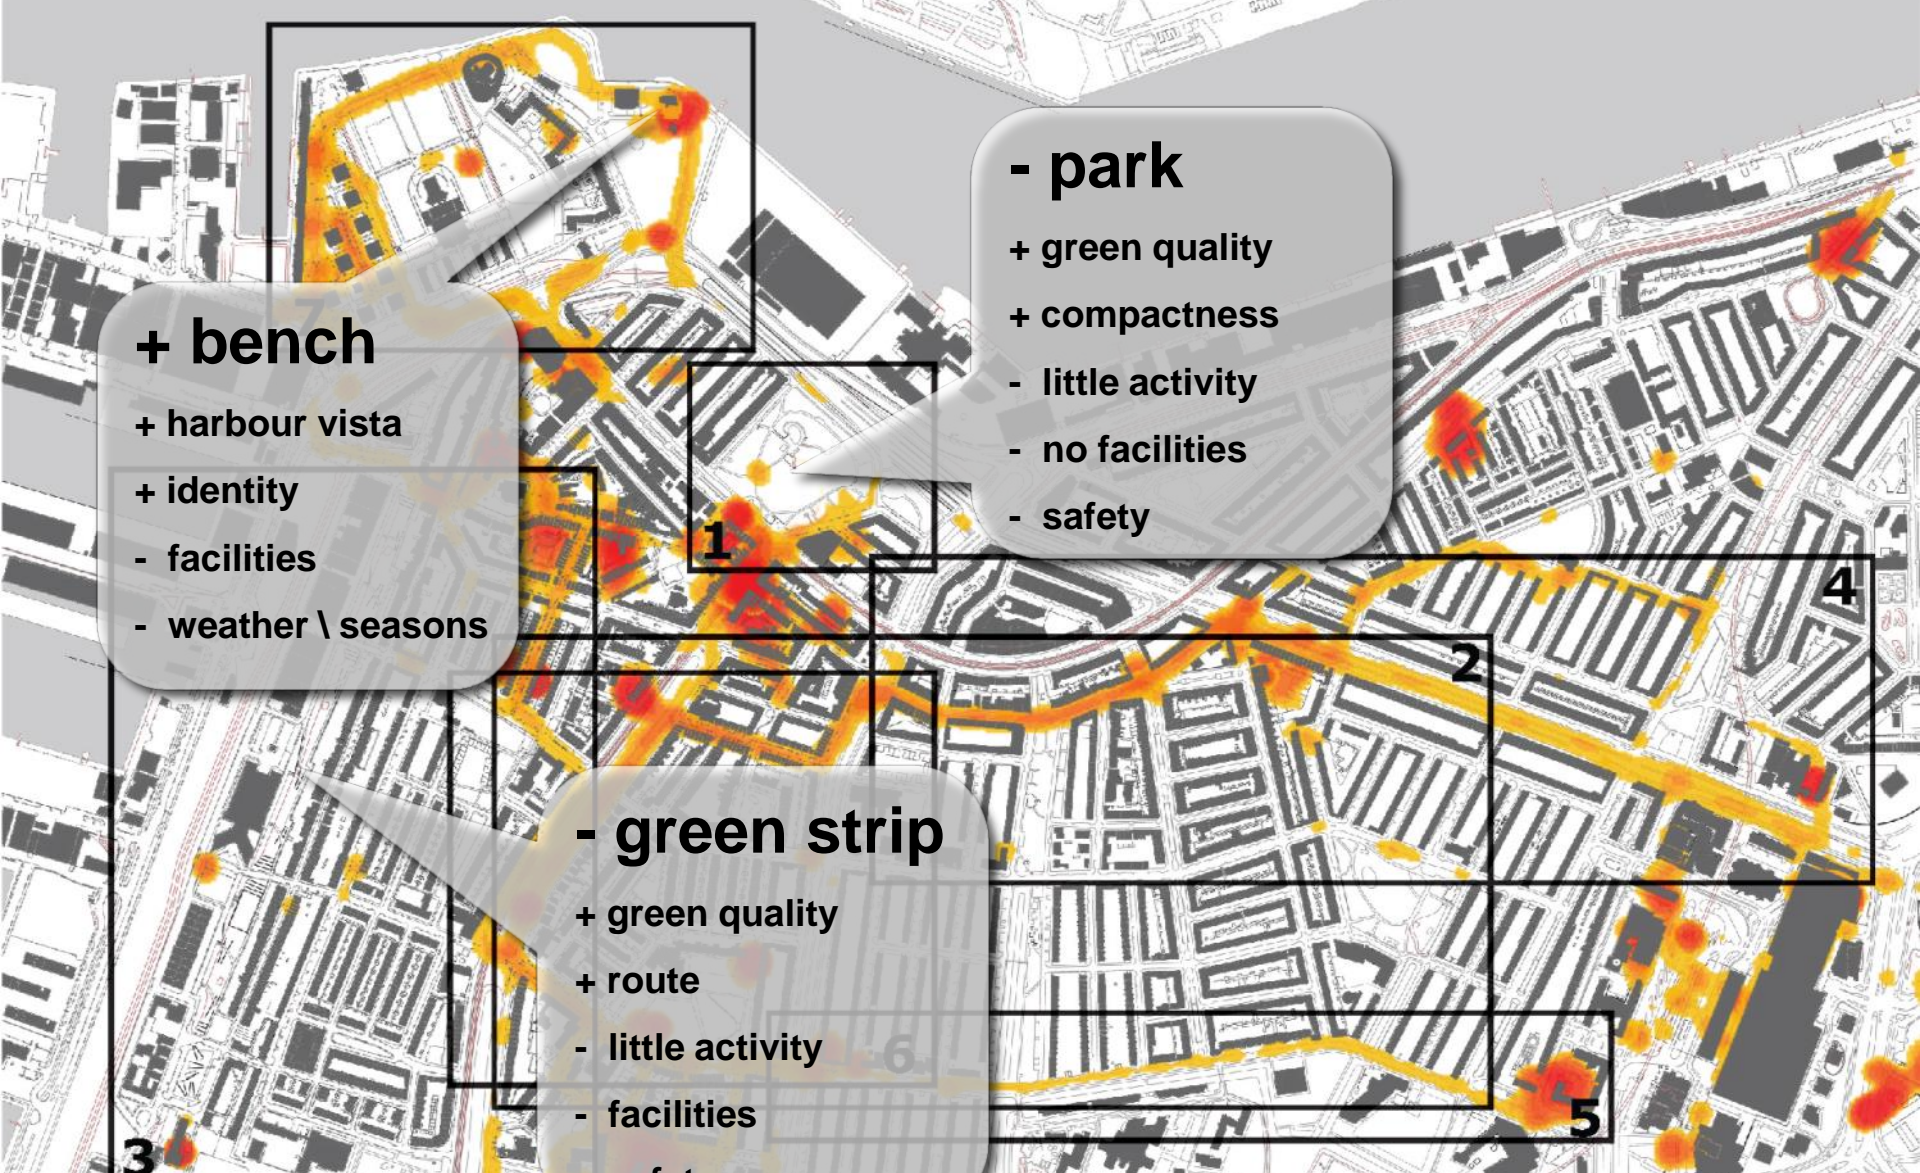 - park
+ green quality
+ compactness
- little activity
- no facilities
- safety
+ bench
+ harbour vista
+ identity
- facilities
- weather \ seasons
1
4
2
- green strip
+ green quality
+ route
- little activity
- facilities
6
5
3